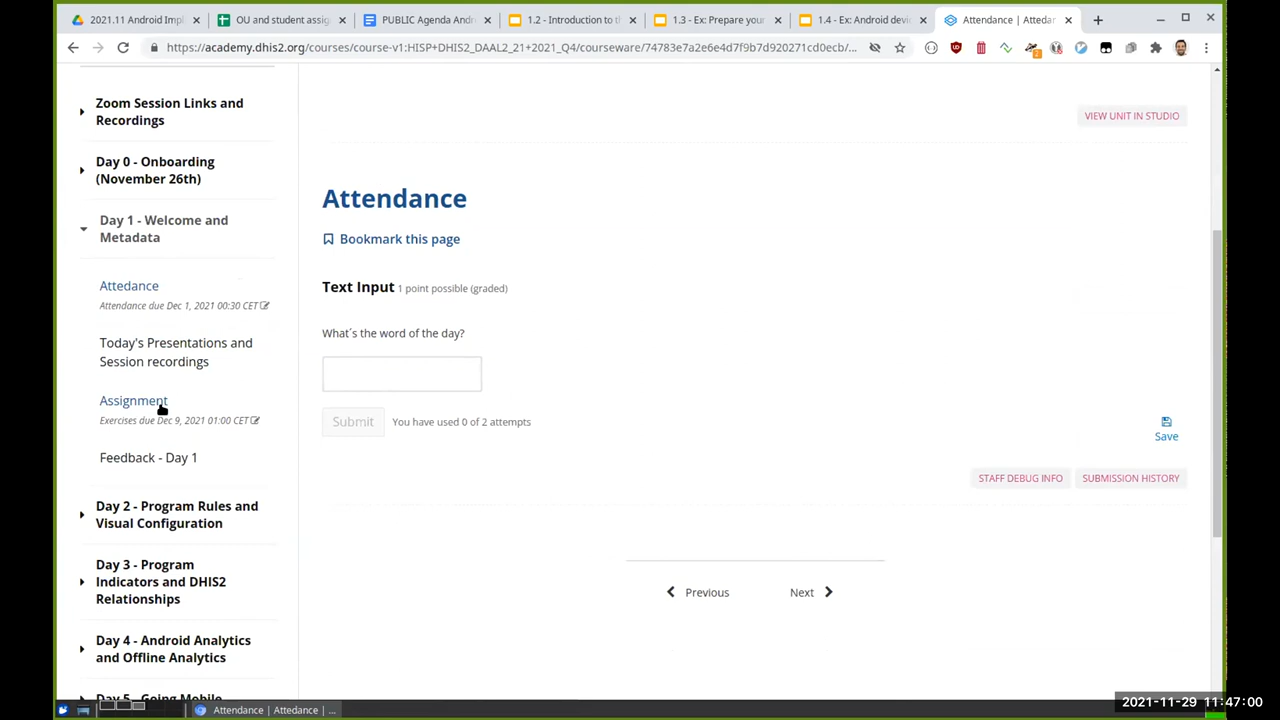 2021.11 Android Impl
OU and student assig
PUBLIC Agenda Andr
1.2 - Introduction to th
1.3 - Ex: Prepare your
1.4 - Ex: Android devi
Attendance | Attedar
https://academy.dhis2.org/courses/course-v1:HISP+DHIS2_DAAL2_21+2021_Q4/courseware/74783e7a2e6e4d7f9b7d920271cd0ecb/...
Zoom Session Links and
Recordings
Day 0 - Onboarding
(November 26th)
Day 1 - Welcome and
Metadata
Attedance
Attendance due Dec 1, 2021 00:30 CET
Today's Presentations and
Session recordings
Assignment
Exercises due Dec 9, 2021 01:00 CET
Feedback - Day 1
Day 2 - Program Rules and
Visual Configuration
Day 3 - Program
Indicators and DHIS2
Relationships
Day 4 - Android Analytics
and Offline Analytics
Day 5 - Going Mobile
VIEW UNIT IN STUDIO
Attendance
Bookmark this page
Text Input 1 point possible (graded)
What´s the word of the day?
Submit
You have used 0 of 2 attempts
Save
STAFF DEBUG INFO
SUBMISSION HISTORY
Previous
Next
Attendance | Attedance | ...
2021-11-29 11:47:00